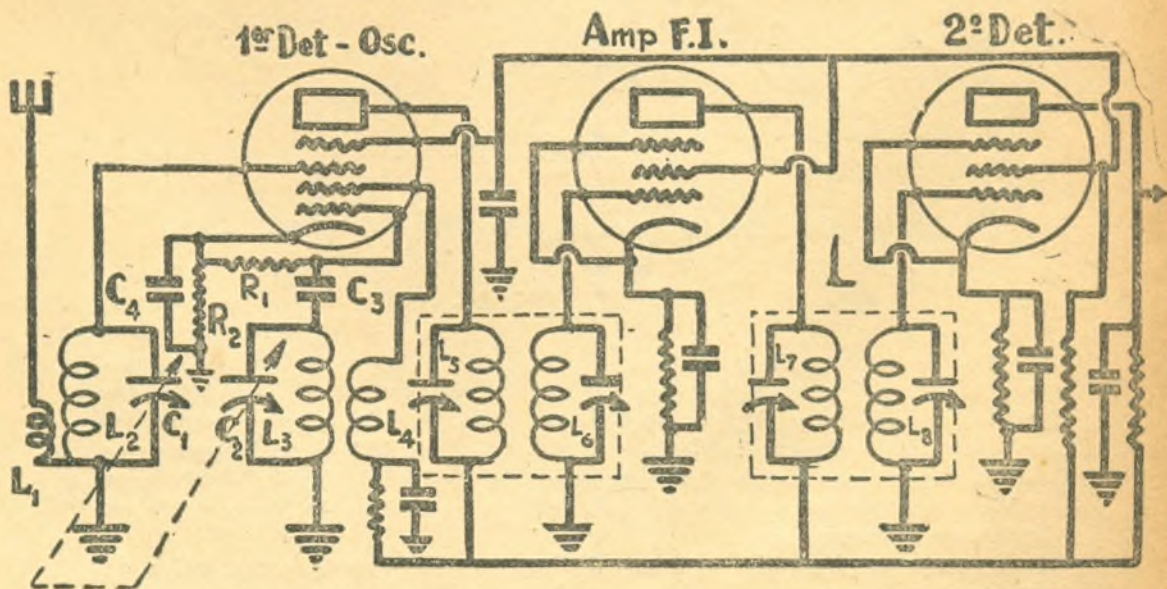 1er Det - Osc.
Amp F.I.
2º Det.
C4
R1
C3
R2
L5
L7
L2
C1
C2
L3
L4
L6
L8
L1